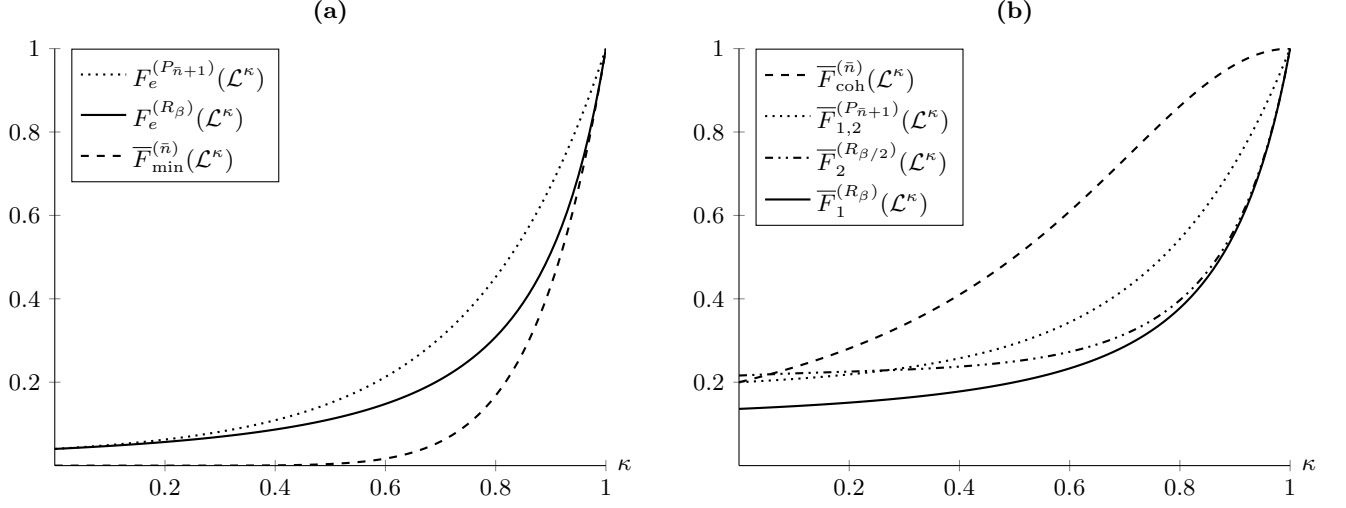 (a)
1
0.8
0.6
0.4
0.2
0.2 0.4 0.6 0.8 1
κ
F_e^{(P_{n̄+1})}(ℒ^κ)
F_e^{(R_β)}(ℒ^κ)
F̅_min^{(n̄)}(ℒ^κ)
(b)
1
0.8
0.6
0.4
0.2
0.2 0.4 0.6 0.8 1
κ
F̅_coh^{(n̄)}(ℒ^κ)
F̅_{1,2}^{(P_{n̄+1})}(ℒ^κ)
F̅_2^{(R_{β/2})}(ℒ^κ)
F̅_1^{(R_β)}(ℒ^κ)